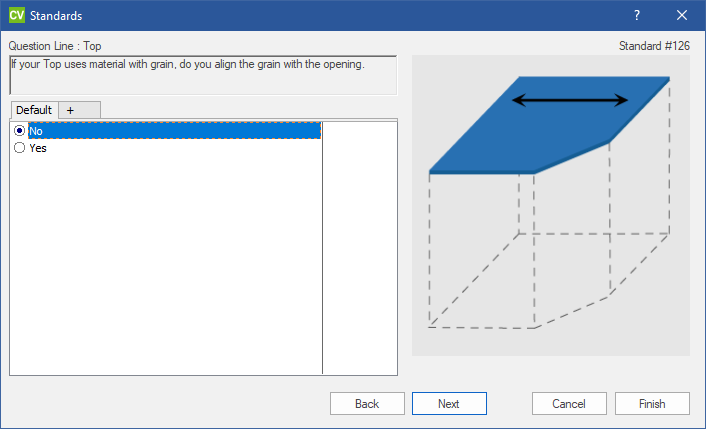 CV Standards ?
Question Line : Top Standard #126
If your Top uses material with grain, do you align the grain with the opening.
Default +
No
Yes
Back Next Cancel Finish